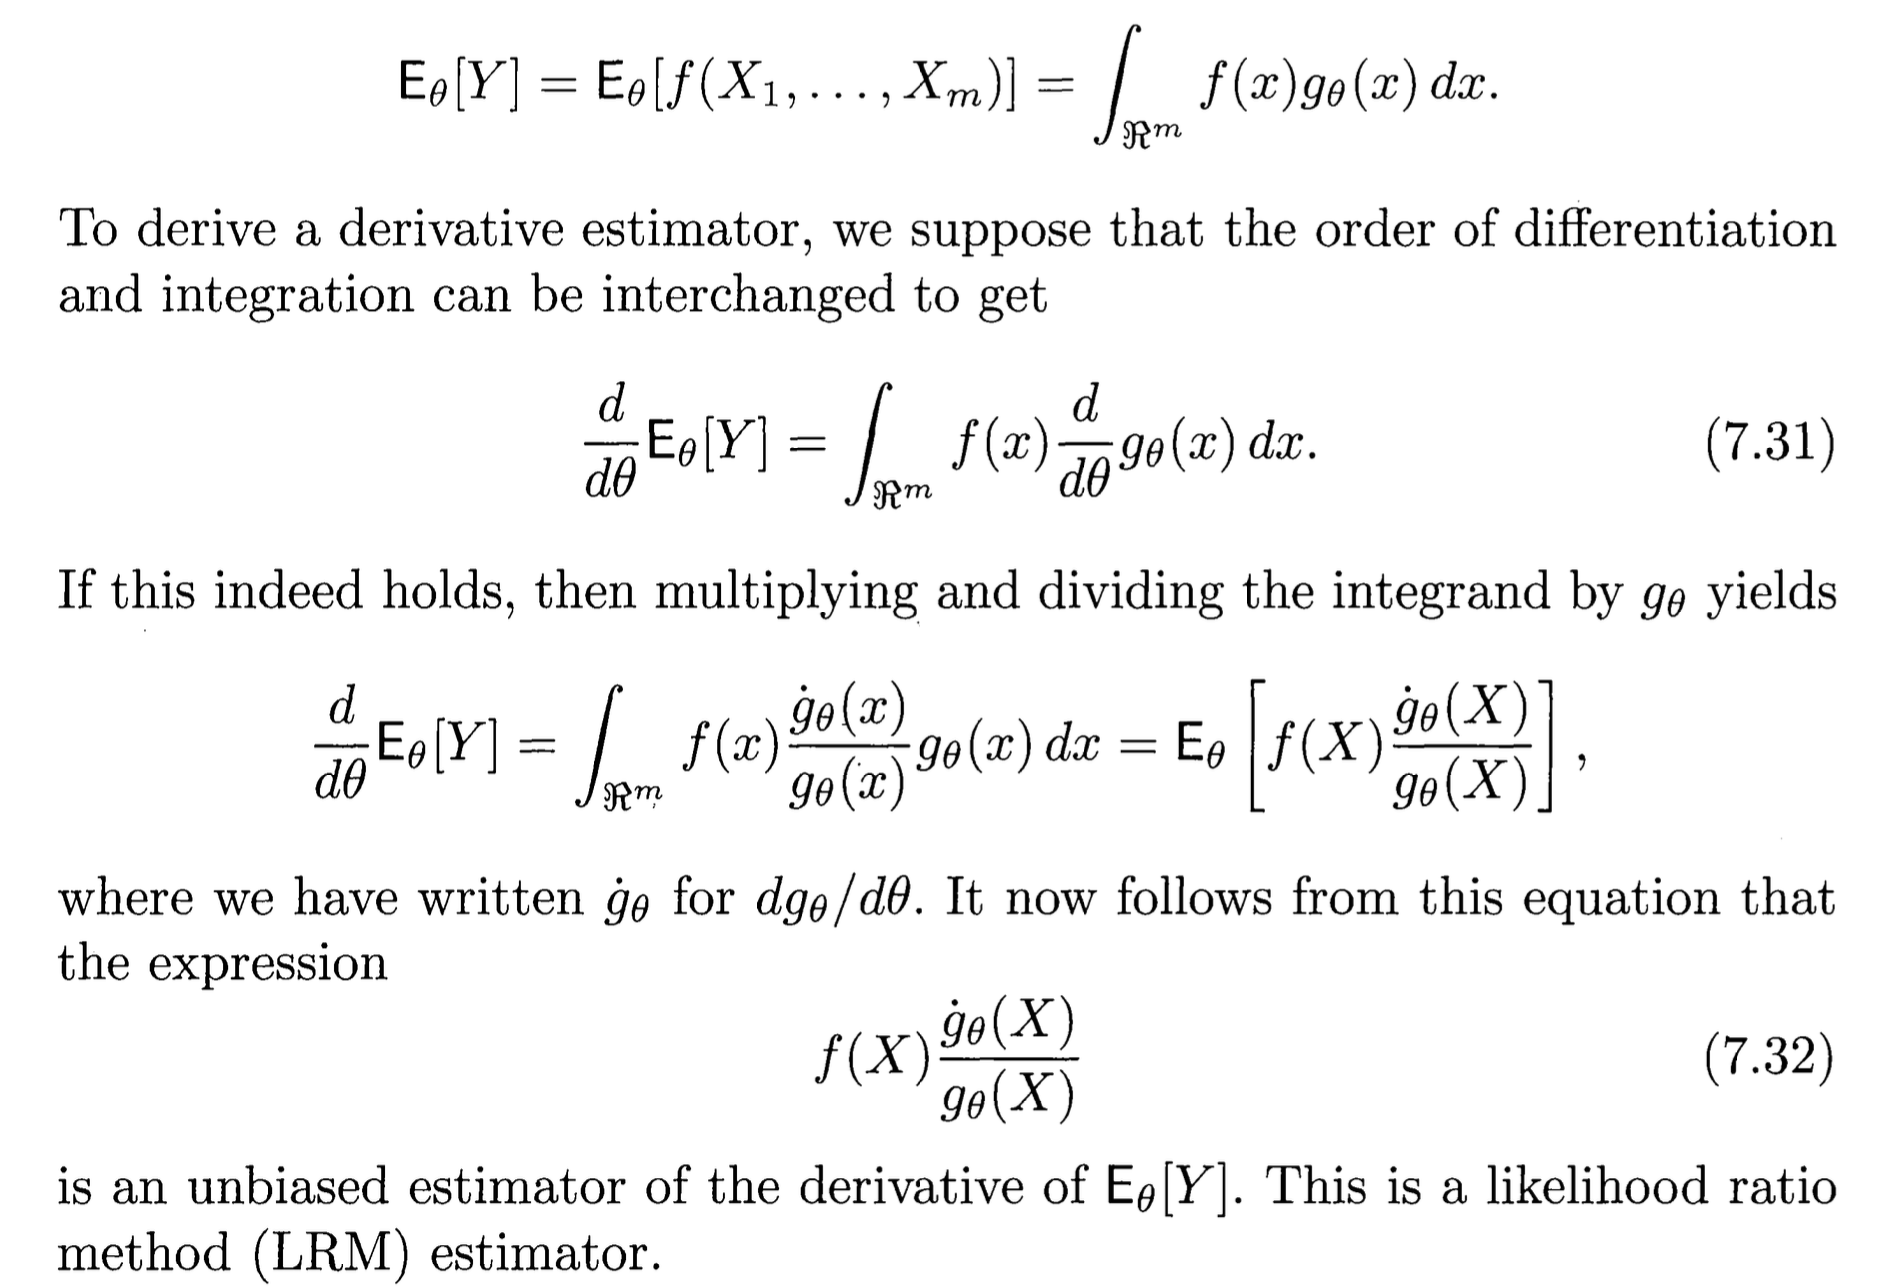 E_θ[Y] = E_θ[f(X_1, . . . , X_m)] = ∫_{ℜ^m} f(x)g_θ(x) dx.
To derive a derivative estimator, we suppose that the order of differentiation
and integration can be interchanged to get
d/dθ E_θ[Y] = ∫_{ℜ^m} f(x) d/dθ g_θ(x) dx. (7.31)
If this indeed holds, then multiplying and dividing the integrand by g_θ yields
d/dθ E_θ[Y] = ∫_{ℜ^m} f(x) ġ_θ(x)/g_θ(x) g_θ(x) dx = E_θ [f(X) ġ_θ(X)/g_θ(X)],
where we have written ġ_θ for dg_θ/dθ. It now follows from this equation that
the expression
f(X) ġ_θ(X)/g_θ(X) (7.32)
is an unbiased estimator of the derivative of E_θ[Y]. This is a likelihood ratio
method (LRM) estimator.